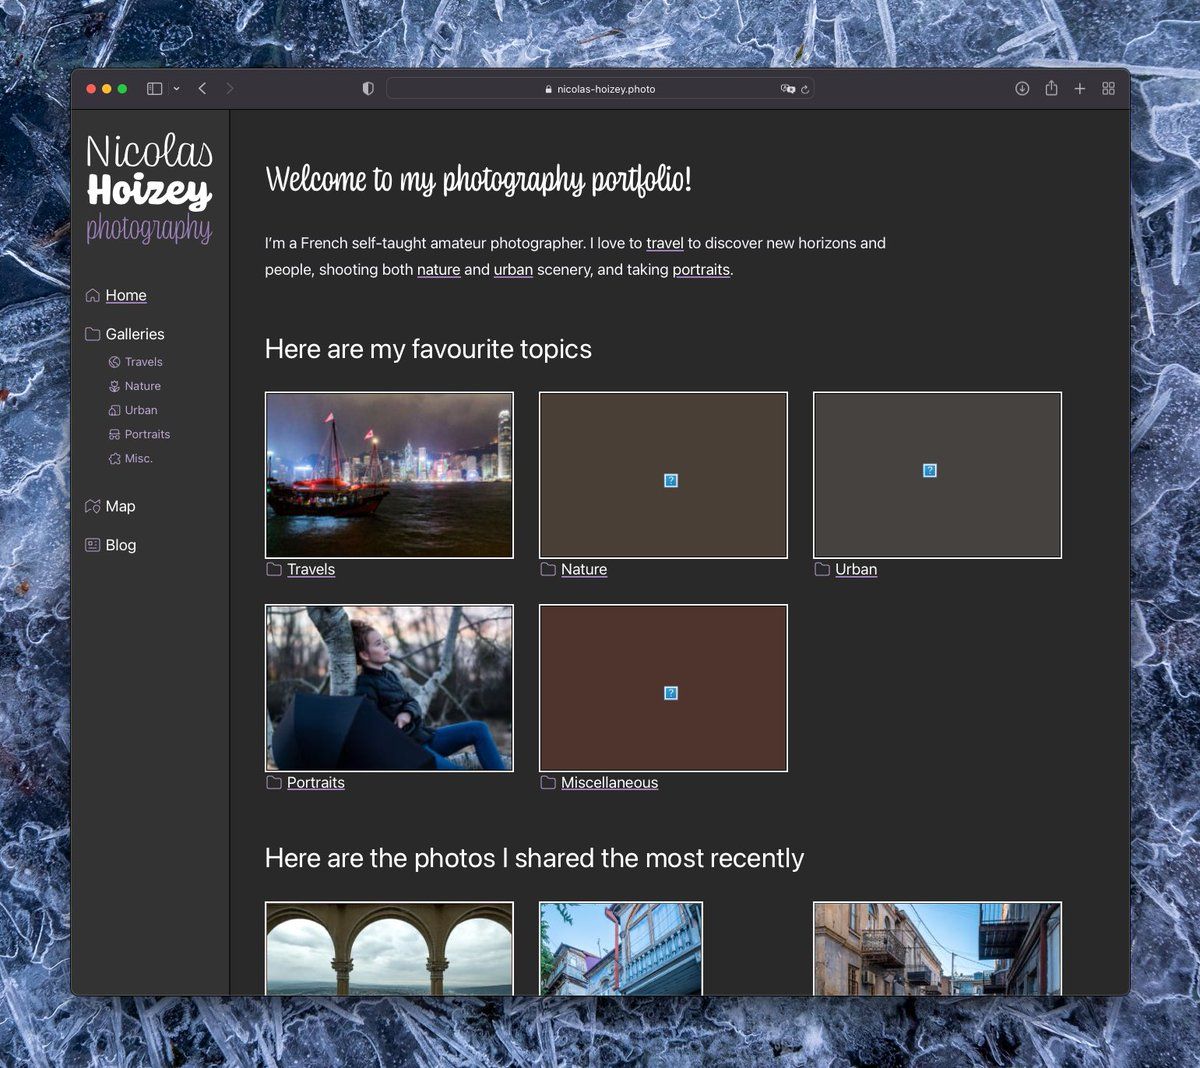 nicolas-hoizey.photo
Nicolas
Hoizey
photography
Home
Galleries
Travels
Nature
Urban
Portraits
Misc.
Map
Blog
Welcome to my photography portfolio!
I’m a French self-taught amateur photographer. I love to travel to discover new horizons and
people, shooting both nature and urban scenery, and taking portraits.
Here are my favourite topics
?
?
Travels
Nature
Urban
?
Portraits
Miscellaneous
Here are the photos I shared the most recently